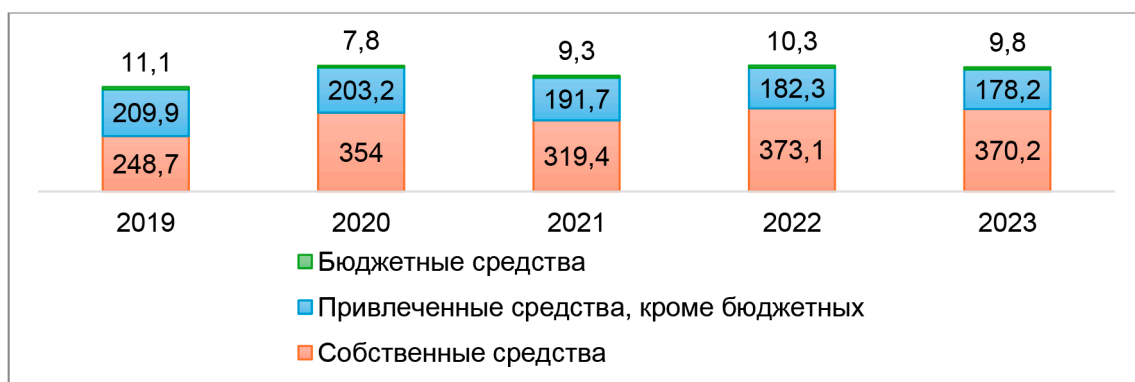 11,1 7,8 9,3 10,3 9,8
209,9 203,2 191,7 182,3 178,2
248,7 354 319,4 373,1 370,2
2019 2020 2021 2022 2023
Бюджетные средства
Привлеченные средства, кроме бюджетных
Собственные средства